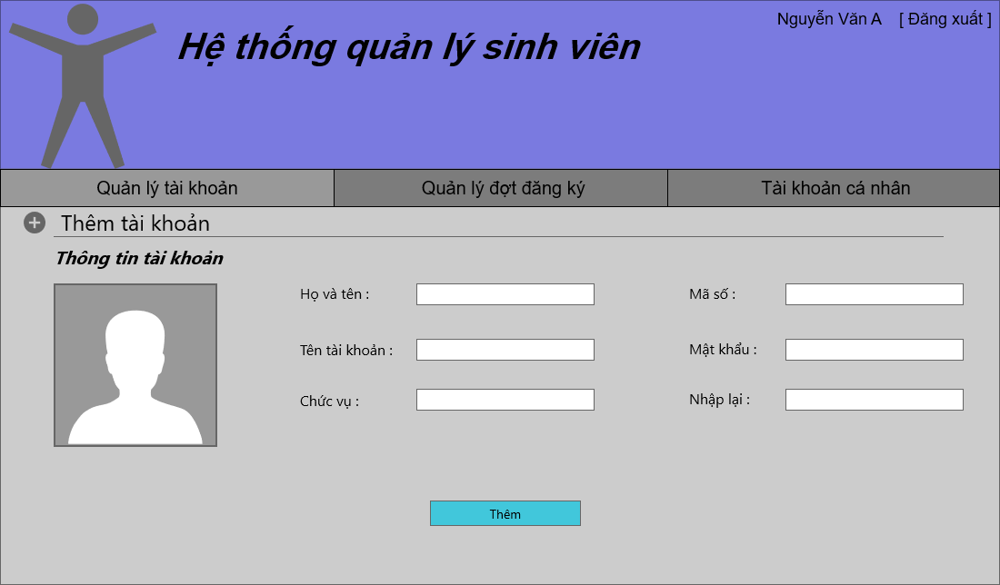 Nguyễn Văn A [ Đăng xuất ]
Hệ thống quản lý sinh viên
Quản lý tài khoản Quản lý đợt đăng ký Tài khoản cá nhân
Thêm tài khoản
Thông tin tài khoản
Họ và tên : Mã số :
Tên tài khoản : Mật khẩu :
Chức vụ : Nhập lại :
Thêm